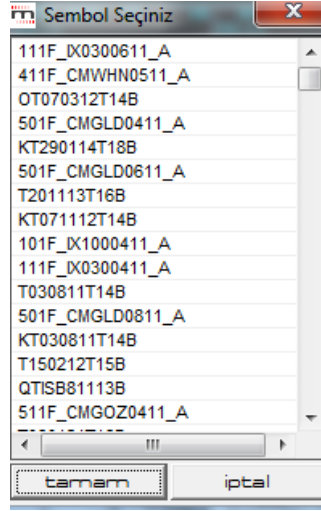 Sembol Seçiniz
111F_IX0300611_A
411F_CMWHN0511_A
OT070312T14B
501F_CMGLD0411_A
KT290114T18B
501F_CMGLD0611_A
T201113T16B
KT071112T14B
101F_IX1000411_A
111F_IX0300411_A
T030811T14B
501F_CMGLD0811_A
KT030811T14B
T150212T15B
QTISB81113B
511F_CMGOZ0411_A
tamam
iptal